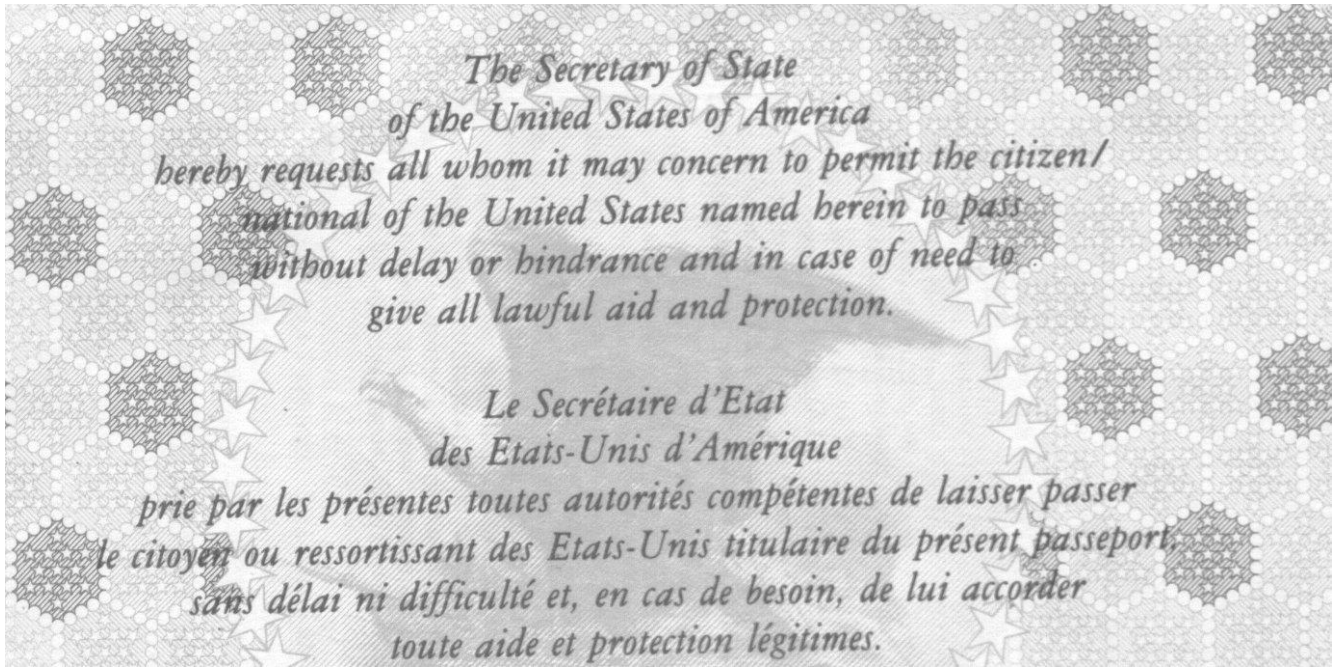 The Secretary of State
of the United States of America
hereby requests all whom it may concern to permit the citizen/
national of the United States named herein to pass
without delay or hindrance and in case of need to
give all lawful aid and protection.
Le Secrétaire d'Etat
des Etats-Unis d'Amérique
prie par les présentes toutes autorités compétentes de laisser passer
le citoyen ou ressortissant des Etats-Unis titulaire du présent passeport,
sans délai ni difficulté et, en cas de besoin, de lui accorder
toute aide et protection légitimes.